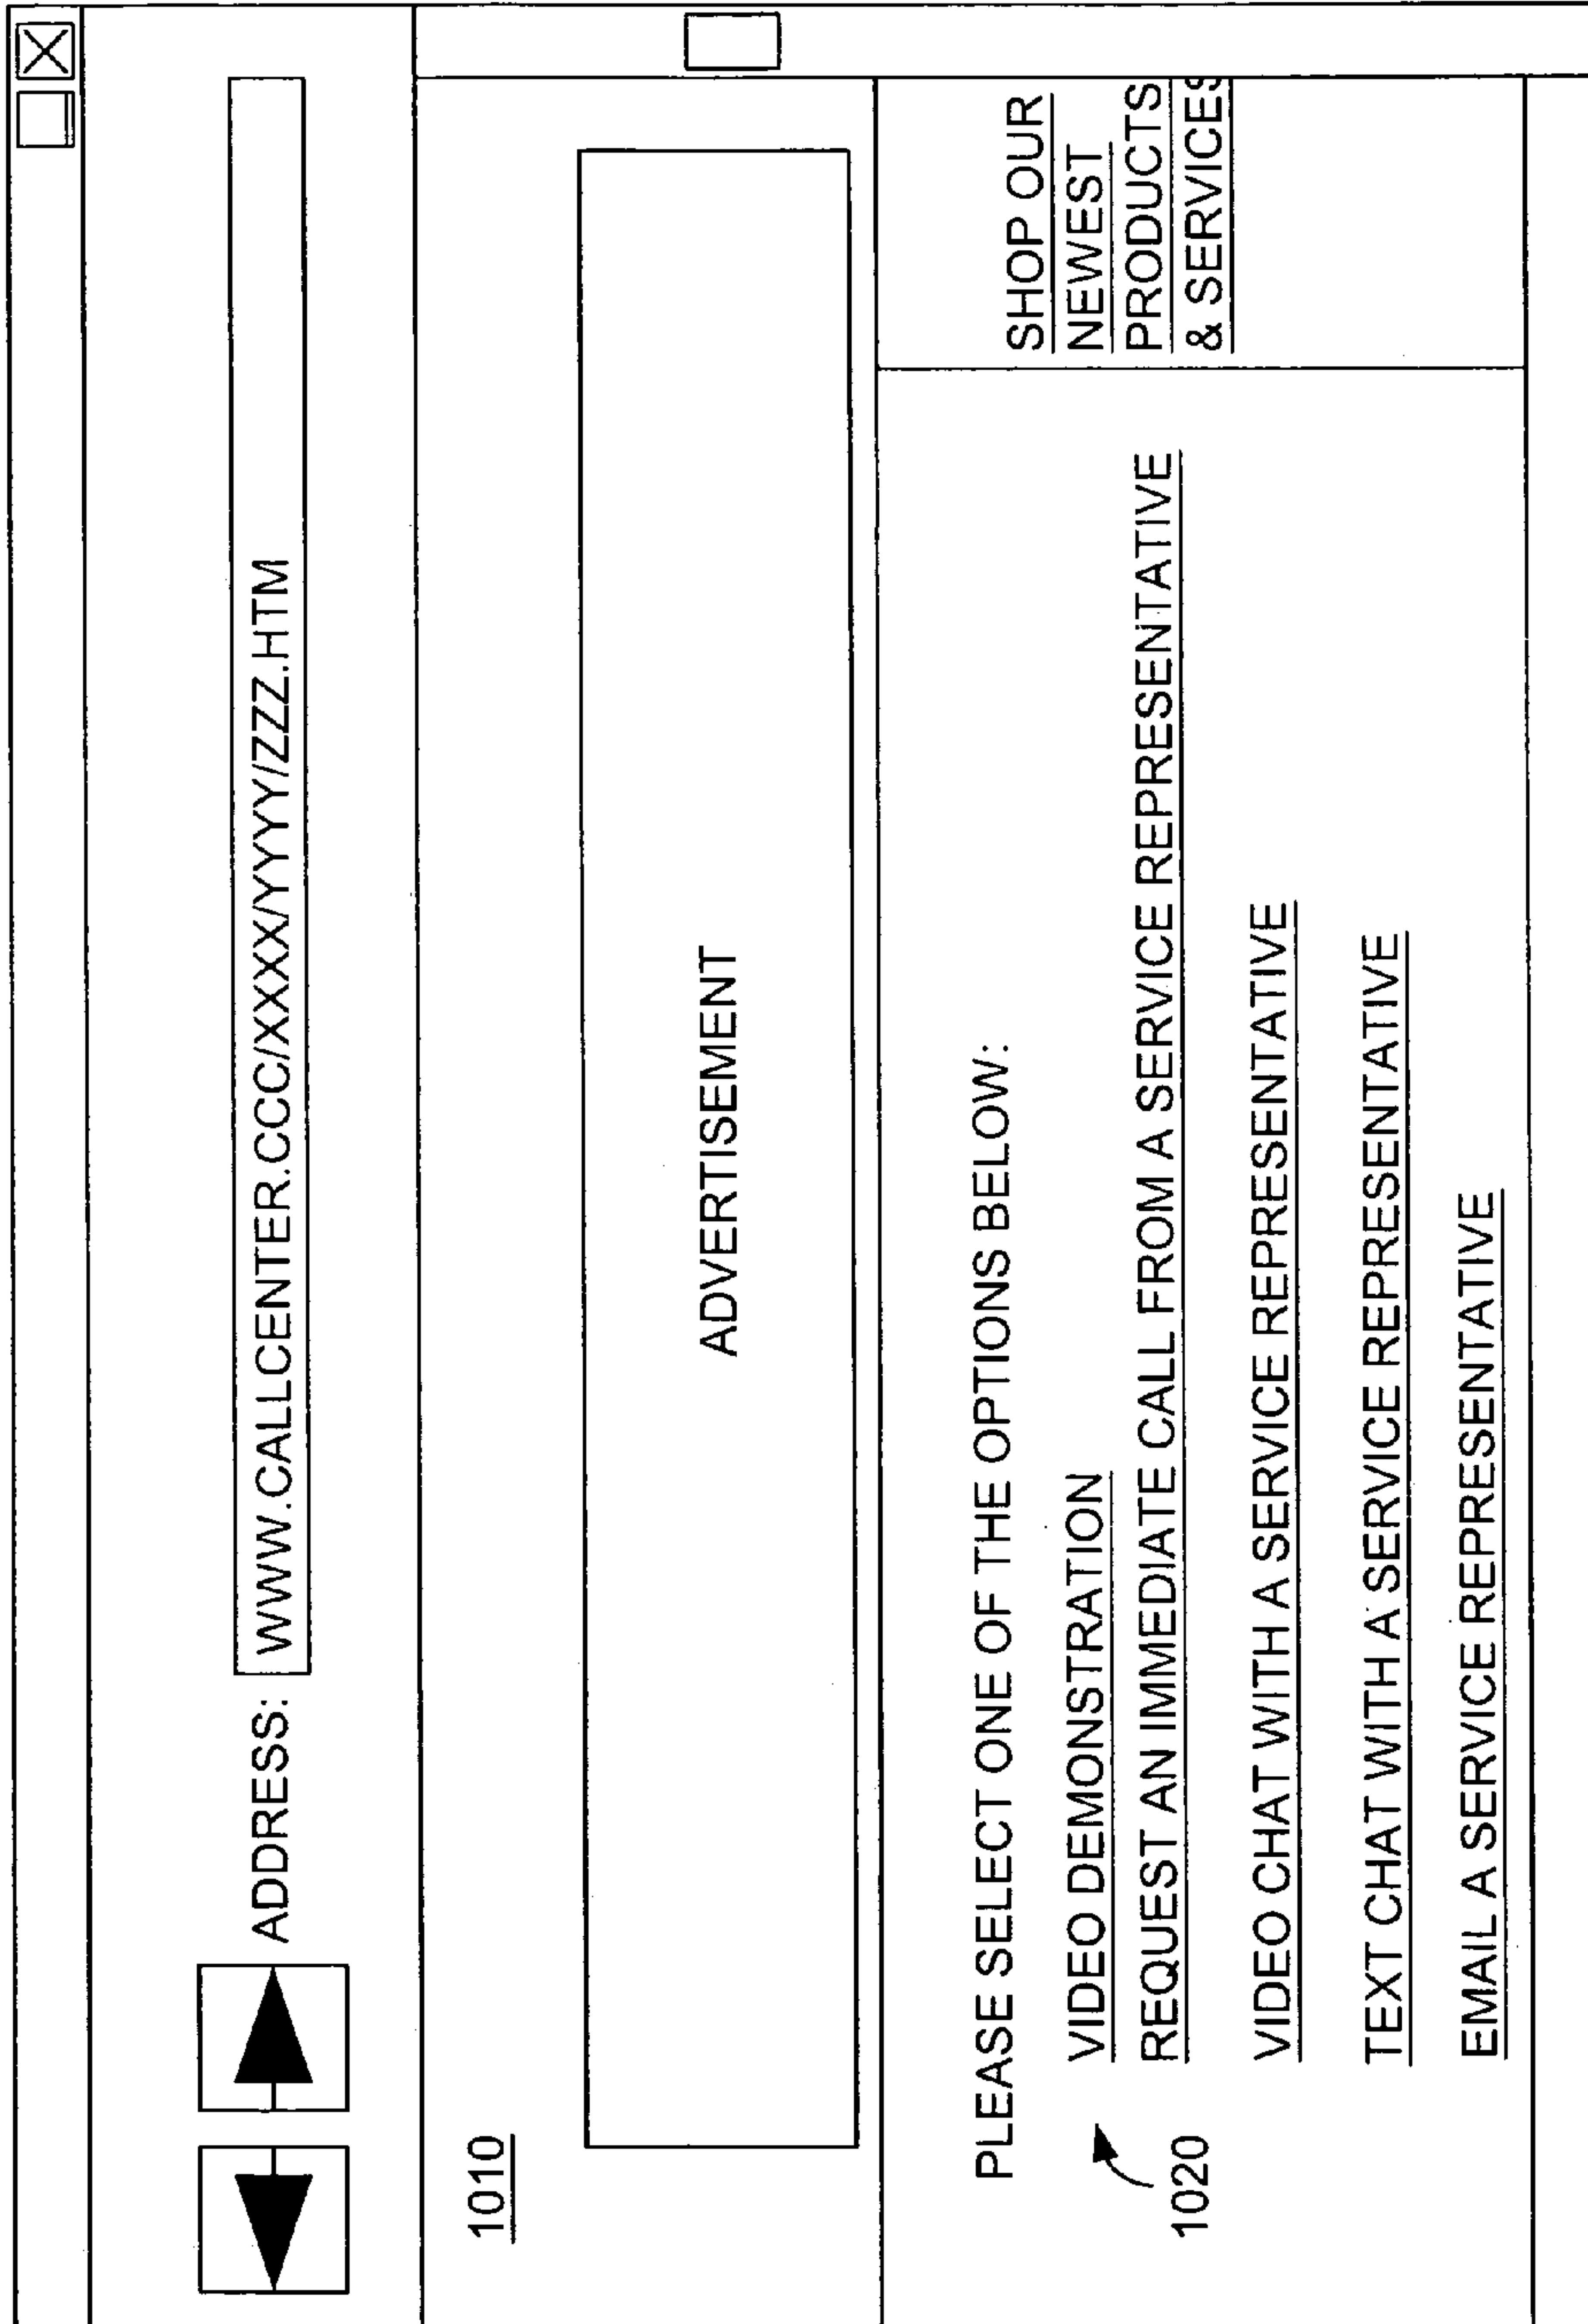 ADDRESS: WWW.CALLCENTER.CCC/XXXX/YYYY/ZZZ.HTM
1010
ADVERTISEMENT
PLEASE SELECT ONE OF THE OPTIONS BELOW:
VIDEO DEMONSTRATION
REQUEST AN IMMEDIATE CALL FROM A SERVICE REPRESENTATIVE
VIDEO CHAT WITH A SERVICE REPRESENTATIVE
TEXT CHAT WITH A SERVICE REPRESENTATIVE
EMAIL A SERVICE REPRESENTATIVE
1020
SHOP OUR
NEWEST
PRODUCTS
& SERVICES